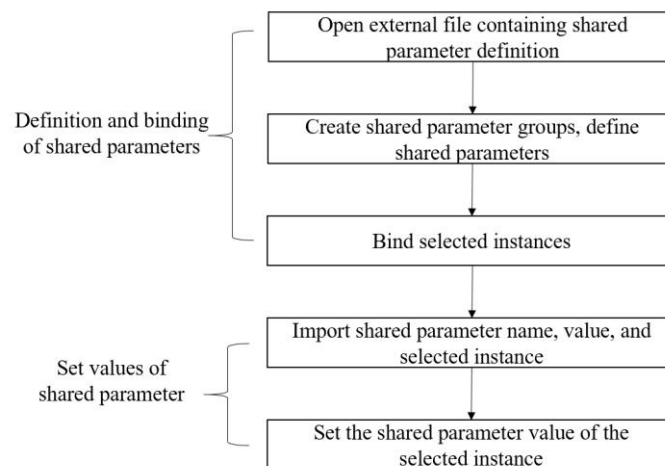 Open external file containing shared
parameter definition
Definition and binding
of shared parameters
Create shared parameter groups, define
shared parameters
Bind selected instances
Import shared parameter name, value, and
selected instance
Set values of
shared parameter
Set the shared parameter value of the
selected instance